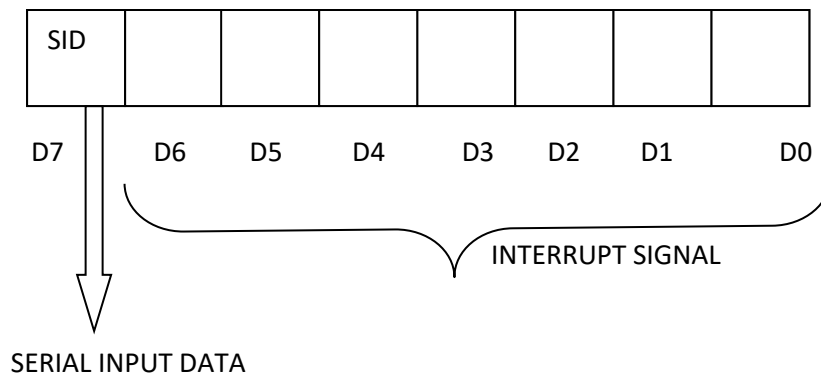 SID
D7 D6 D5 D4 D3 D2 D1 D0
INTERRUPT SIGNAL
SERIAL INPUT DATA